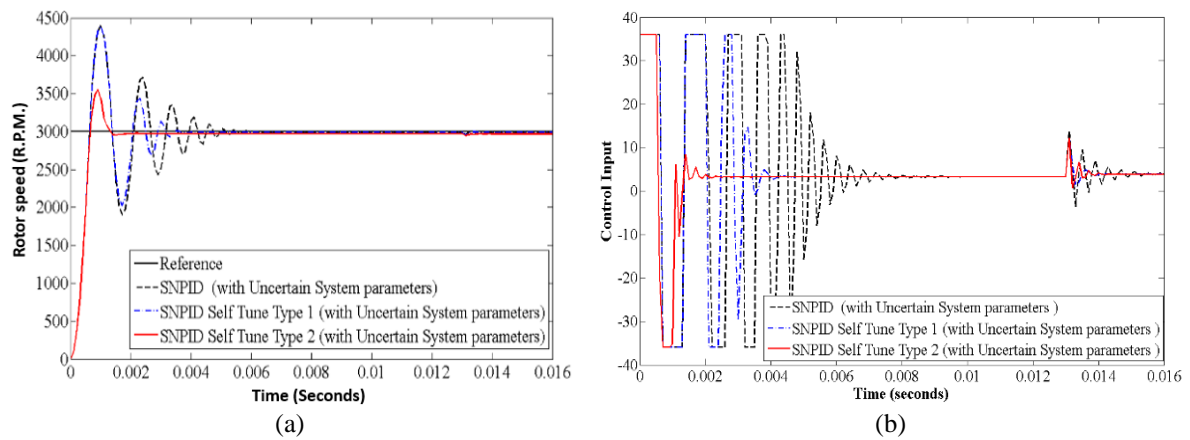 4500
4000
3500
3000
2500
2000
1500
1000
500
0
Rotor speed (R.P.M.)
Reference
SNPID (with Uncertain System parameters)
SNPID Self Tune Type 1 (with Uncertain System parameters)
SNPID Self Tune Type 2 (with Uncertain System parameters)
0 0.002 0.004 0.006 0.008 0.01 0.012 0.014 0.016
Time (Seconds)
(a)
40
30
20
10
0
-10
-20
-30
-40
Control Input
SNPID (with Uncertain System parameters )
SNPID Self Tune Type 1 (with Uncertain System parameters )
SNPID Self Tune Type 2 (with Uncertain System parameters )
0 0.002 0.004 0.006 0.008 0.01 0.012 0.014 0.016
Time (seconds)
(b)